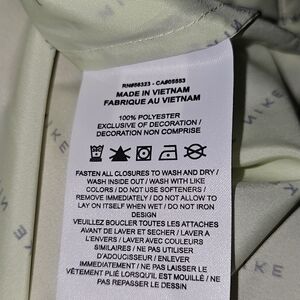 RN#56323 - CA#05553
MADE IN VIETNAM
FABRIQUE AU VIETNAM
100% POLYESTER
EXCLUSIVE OF DECORATION /
DECORATION NON COMPRISE
FASTEN ALL CLOSURES TO WASH AND DRY /
WASH INSIDE OUT / WASH WITH LIKE
COLORS / DO NOT USE SOFTENERS /
REMOVE IMMEDIATELY / DO NOT ALLOW TO
LAY ON ITSELF WHEN WET / DO NOT IRON
DESIGN
VEUILLEZ BOUCLER TOUTES LES ATTACHES
AVANT DE LAVER ET SECHER / LAVER A
L'ENVERS / LAVER AVEC COULEURS
SIMILAIRES / NE PAS UTILISER
D'ADOUCISSEUR / ENLEVER
IMMEDIATEMENT / NE PAS LAISSER LE
VÊTEMENT PLIÉ LORSQU'IL EST MOUILLÉ / NE
PAS REPASSER LE DESSIN
NIKE